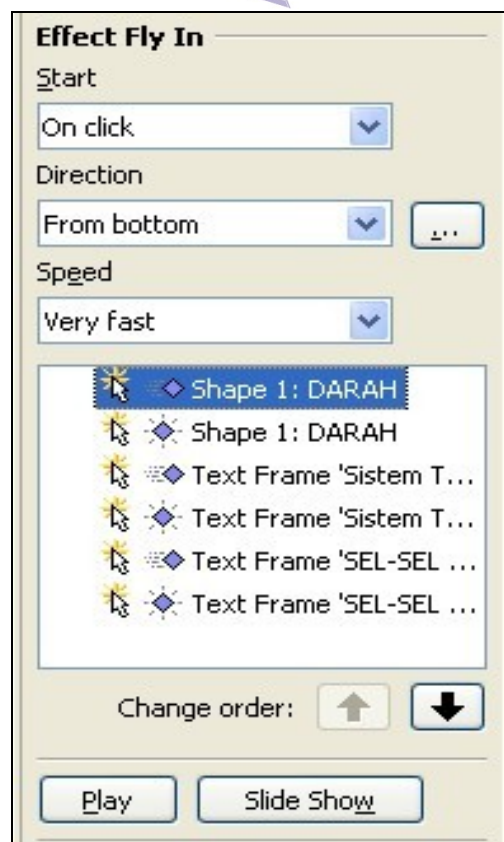 Effect Fly In
Start
On click
Direction
From bottom
...
Speed
Very fast
Shape 1: DARAH
Shape 1: DARAH
Text Frame 'Sistem T...
Text Frame 'Sistem T...
Text Frame 'SEL-SEL ...
Text Frame 'SEL-SEL ...
Change order:
Play Slide Show